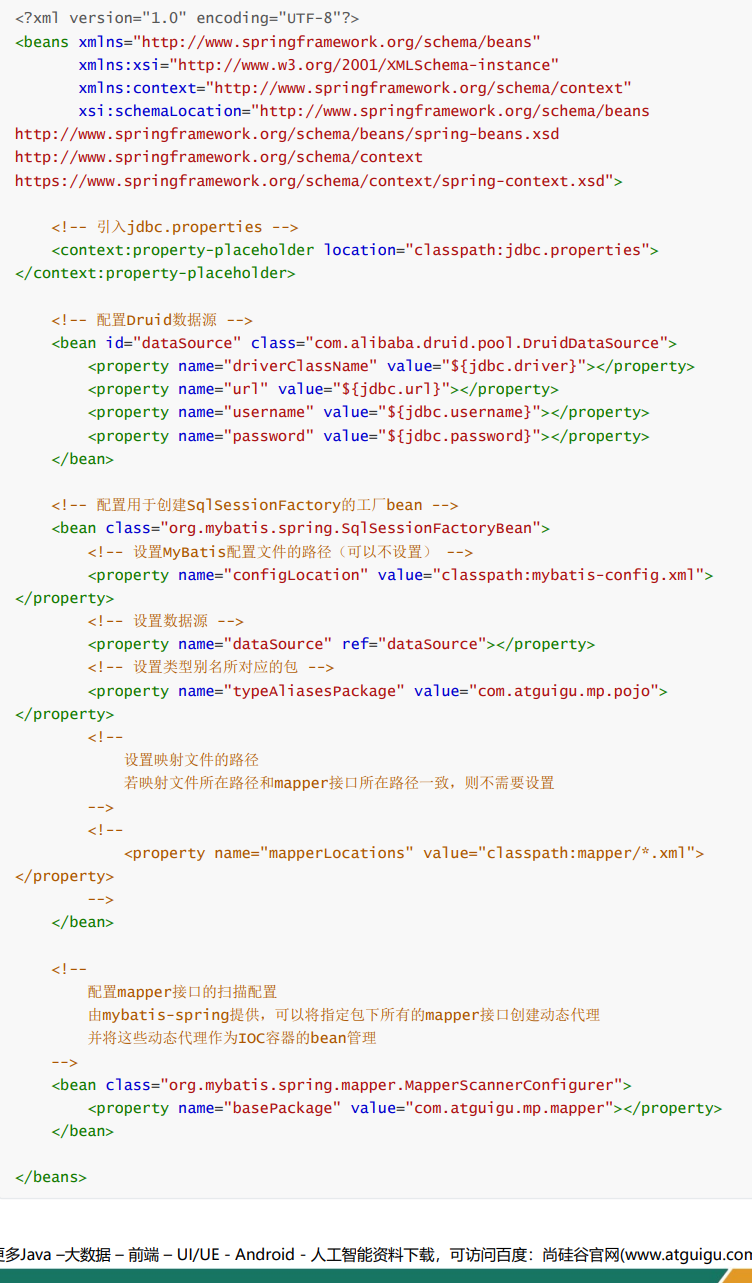 <?xml version="1.0" encoding="UTF-8"?>
<beans xmlns="http://www.springframework.org/schema/beans"
       xmlns:xsi="http://www.w3.org/2001/XMLSchema-instance"
       xmlns:context="http://www.springframework.org/schema/context"
       xsi:schemaLocation="http://www.springframework.org/schema/beans
http://www.springframework.org/schema/beans/spring-beans.xsd
http://www.springframework.org/schema/context
https://www.springframework.org/schema/context/spring-context.xsd">
    <!-- 引入jdbc.properties -->
    <context:property-placeholder location="classpath:jdbc.properties">
</context:property-placeholder>
    <!-- 配置Druid数据源 -->
    <bean id="dataSource" class="com.alibaba.druid.pool.DruidDataSource">
        <property name="driverClassName" value="${jdbc.driver}"></property>
        <property name="url" value="${jdbc.url}"></property>
        <property name="username" value="${jdbc.username}"></property>
        <property name="password" value="${jdbc.password}"></property>
    </bean>
    <!-- 配置用于创建SqlSessionFactory的工厂bean -->
    <bean class="org.mybatis.spring.SqlSessionFactoryBean">
        <!-- 设置MyBatis配置文件的路径（可以不设置） -->
        <property name="configLocation" value="classpath:mybatis-config.xml">
</property>
        <!-- 设置数据源 -->
        <property name="dataSource" ref="dataSource"></property>
        <!-- 设置类型别名所对应的包 -->
        <property name="typeAliasesPackage" value="com.atguigu.mp.pojo">
</property>
        <!--
            设置映射文件的路径
            若映射文件所在路径和mapper接口所在路径一致，则不需要设置
        -->
        <!--
            <property name="mapperLocations" value="classpath:mapper/*.xml">
</property>
        -->
    </bean>
    <!--
        配置mapper接口的扫描配置
        由mybatis-spring提供，可以将指定包下所有的mapper接口创建动态代理
        并将这些动态代理作为IOC容器的bean管理
    -->
    <bean class="org.mybatis.spring.mapper.MapperScannerConfigurer">
        <property name="basePackage" value="com.atguigu.mp.mapper"></property>
    </bean>
</beans>
更多Java –大数据 – 前端 – UI/UE - Android - 人工智能资料下载，可访问百度：尚硅谷官网(www.atguigu.com